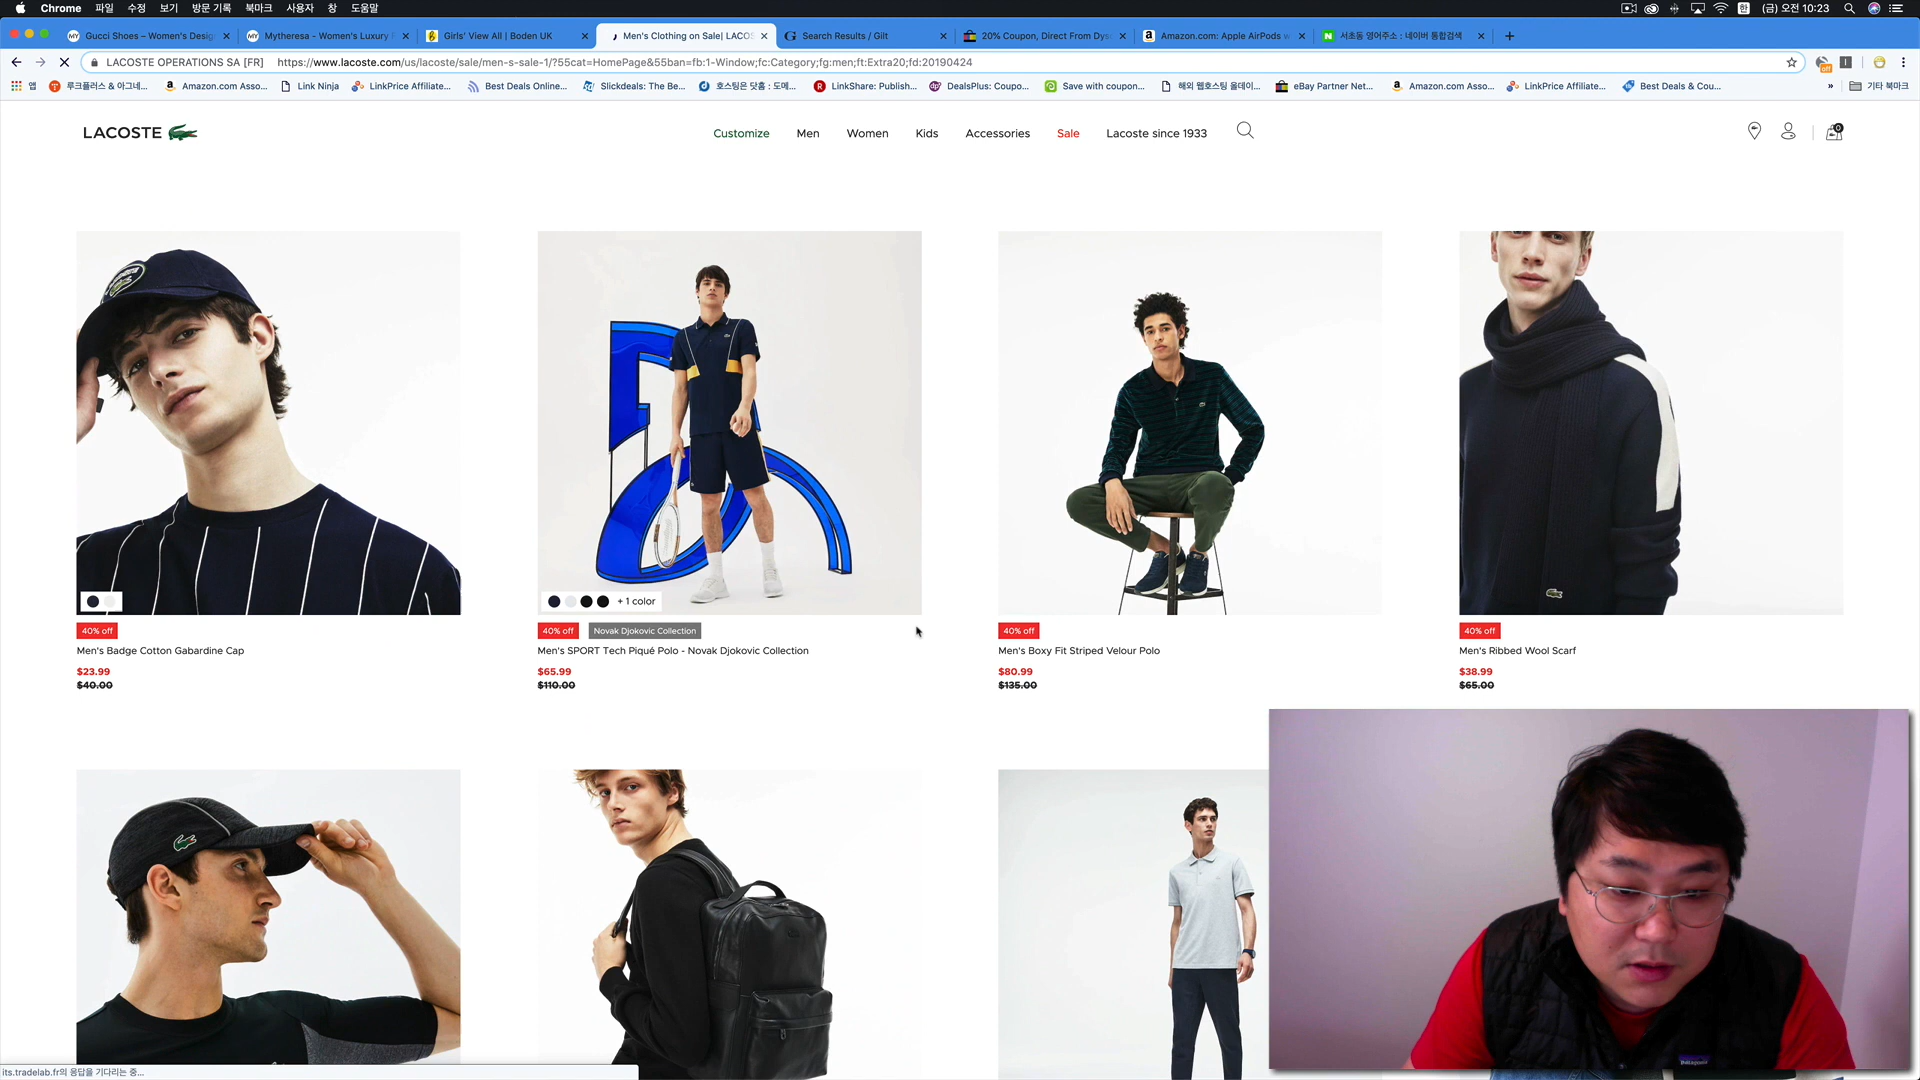 Chrome 파일 수정 보기 방문 기록 북마크 사용자 창 도움말 한 (금) 오전 10:23
Gucci Shoes – Women's Desig Mytheresa - Women's Luxury F Girls' View All | Boden UK Men's Clothing on Sale| LACOS Search Results / Gilt 20% Coupon, Direct From Dys Amazon.com: Apple AirPods w 서초동 영어주소 : 네이버 통합검색
LACOSTE OPERATIONS SA [FR] https://www.lacoste.com/us/lacoste/sale/men-s-sale-1/?55cat=HomePage&55ban=fb:1-Window;fc:Category;fg:men;ft:Extra20;fd:20190424
앱 루크플러스 & 아그네... Amazon.com Asso... Link Ninja LinkPrice Affiliate... Best Deals Online... Slickdeals: The Be... 호스팅은 닷홈 : 도메... LinkShare: Publish... DealsPlus: Coupo... Save with coupon... 해외 웹호스팅 올데이... eBay Partner Net... Amazon.com Asso... LinkPrice Affiliate... Best Deals & Cou... » 기타 북마크
LACOSTE Customize Men Women Kids Accessories Sale Lacoste since 1933 0
+ 1 color
40% off 40% off Novak Djokovic Collection 40% off 40% off
Men's Badge Cotton Gabardine Cap Men's SPORT Tech Piqué Polo - Novak Djokovic Collection Men's Boxy Fit Striped Velour Polo Men's Ribbed Wool Scarf
$23.99 $65.99 $80.99 $38.99
$40.00 $110.00 $135.00 $65.00
its.tradelab.fr의 응답을 기다리는 중...